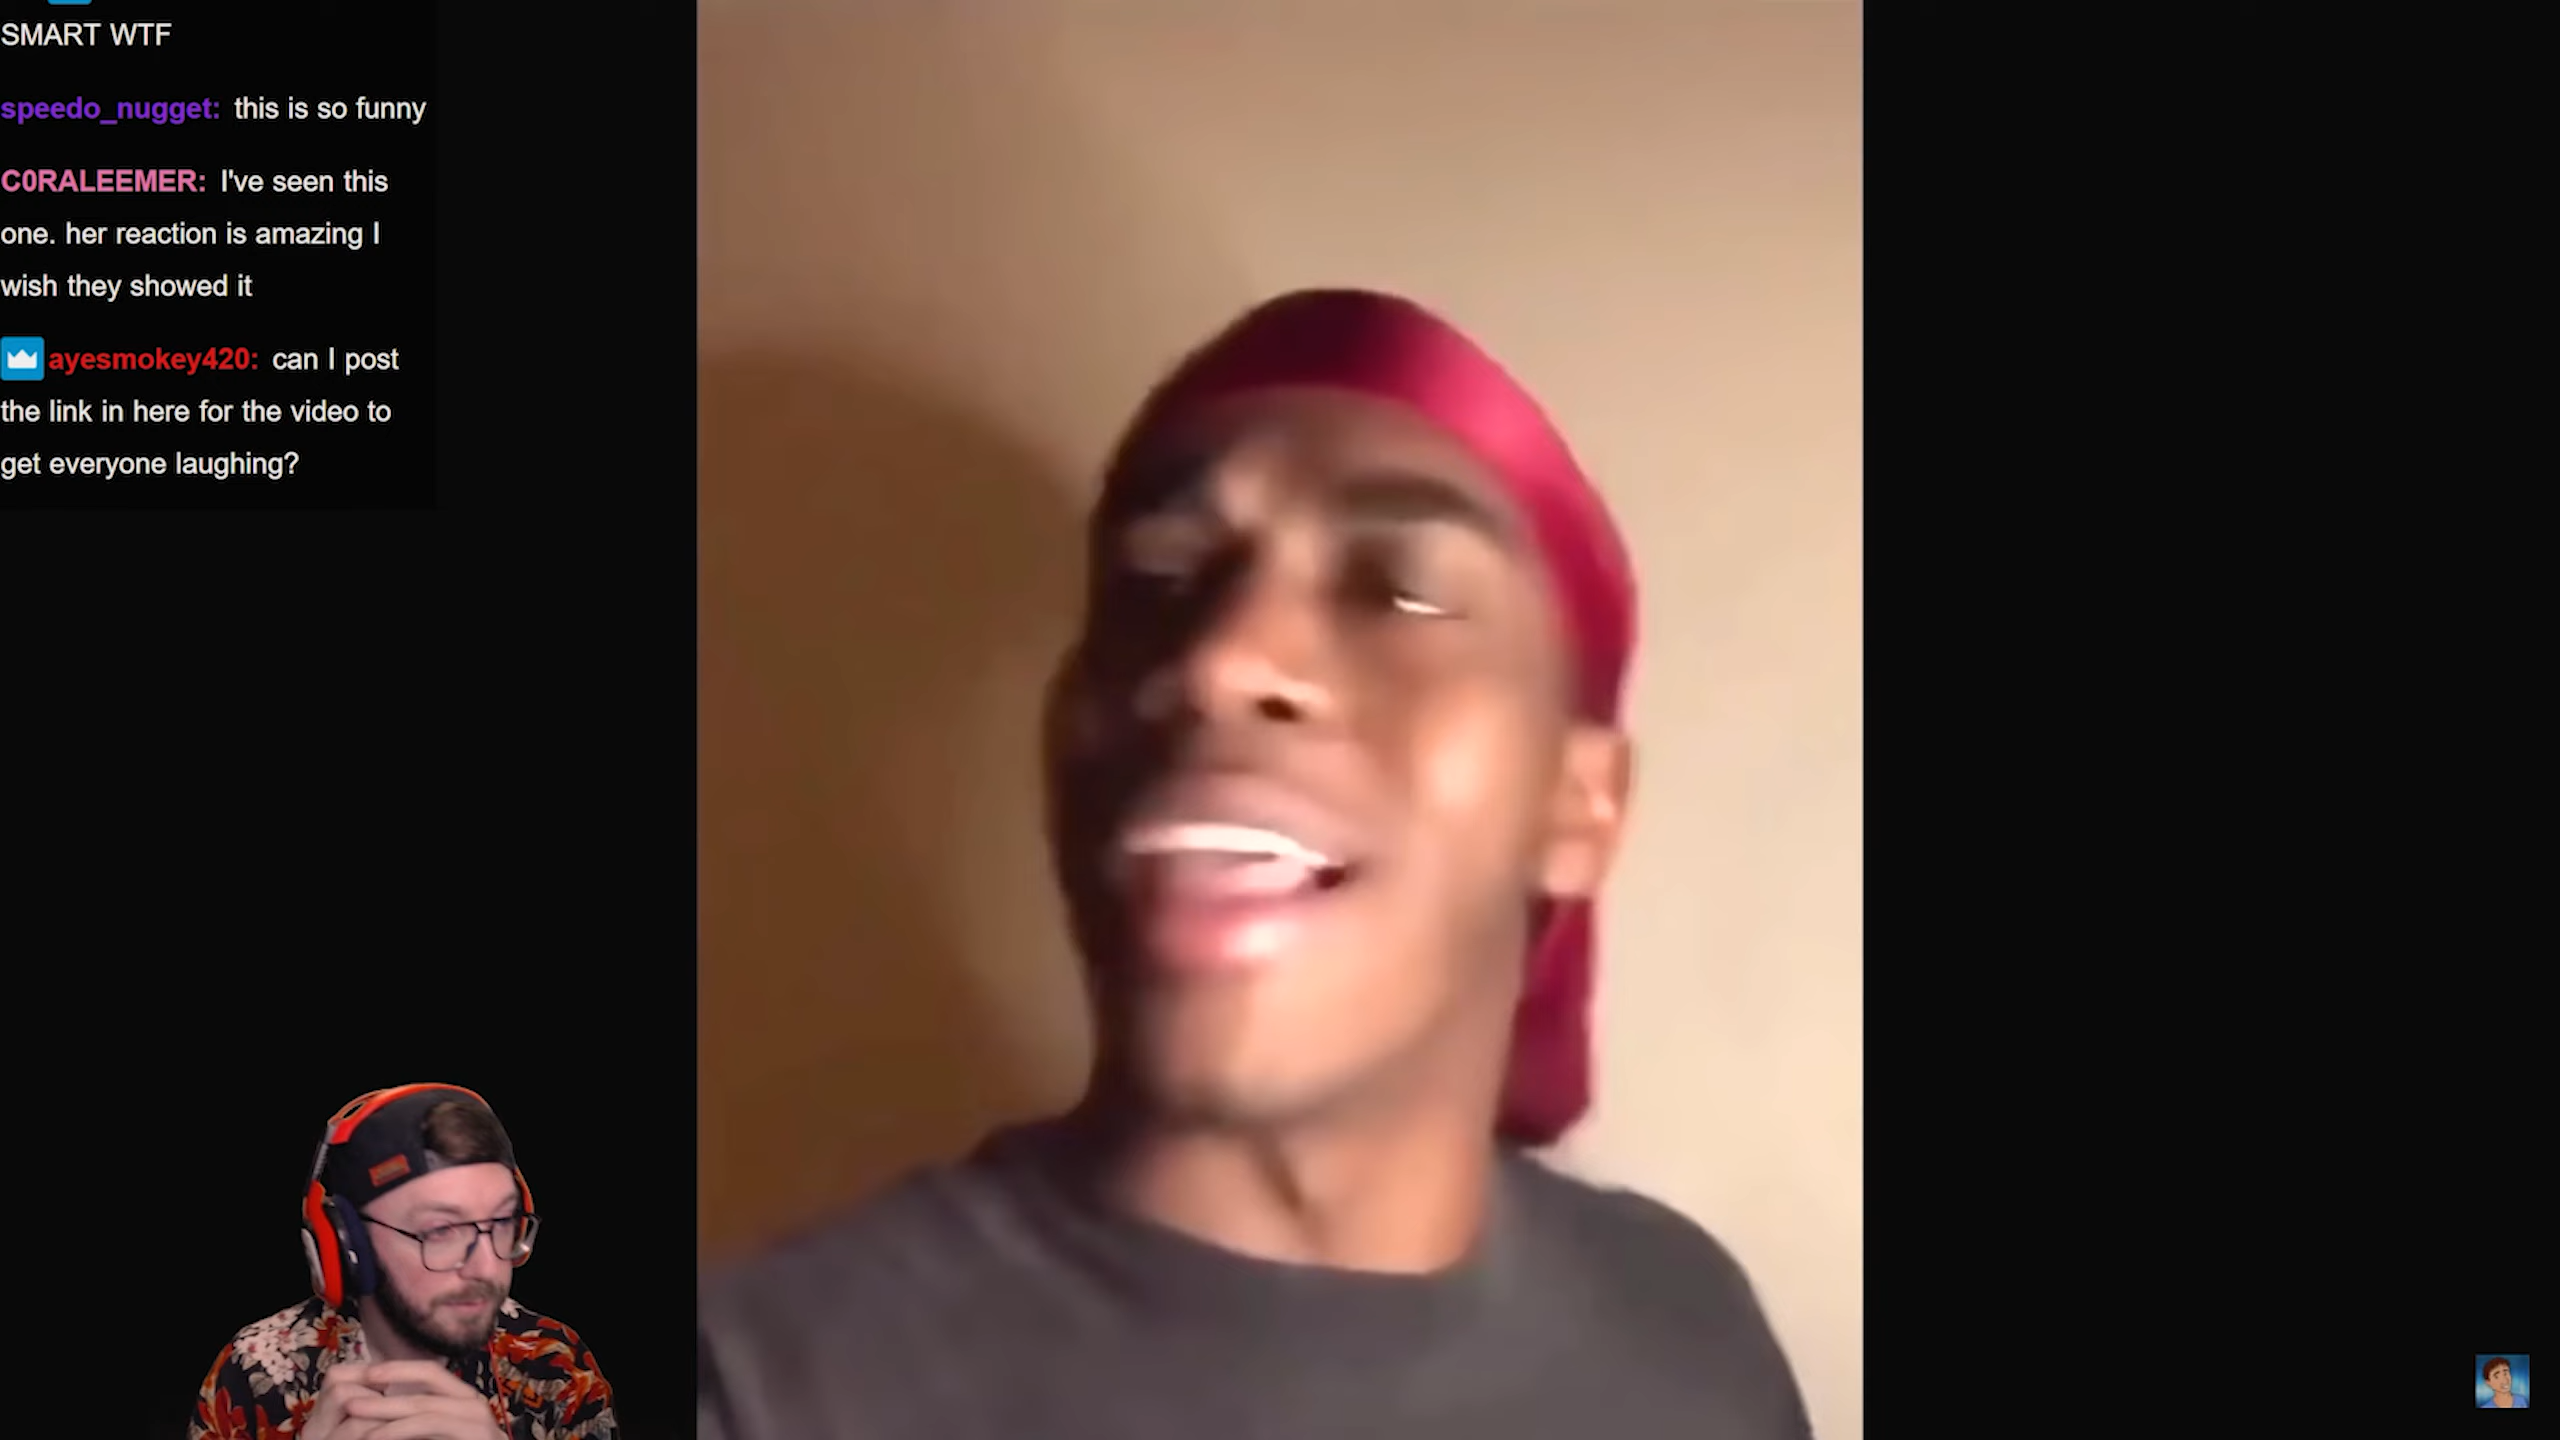 SMART WTF
speedo_nugget: this is so funny
C0RALEEMER: I've seen this
one. her reaction is amazing I
wish they showed it
ayesmokey420: can I post
the link in here for the video to
get everyone laughing?